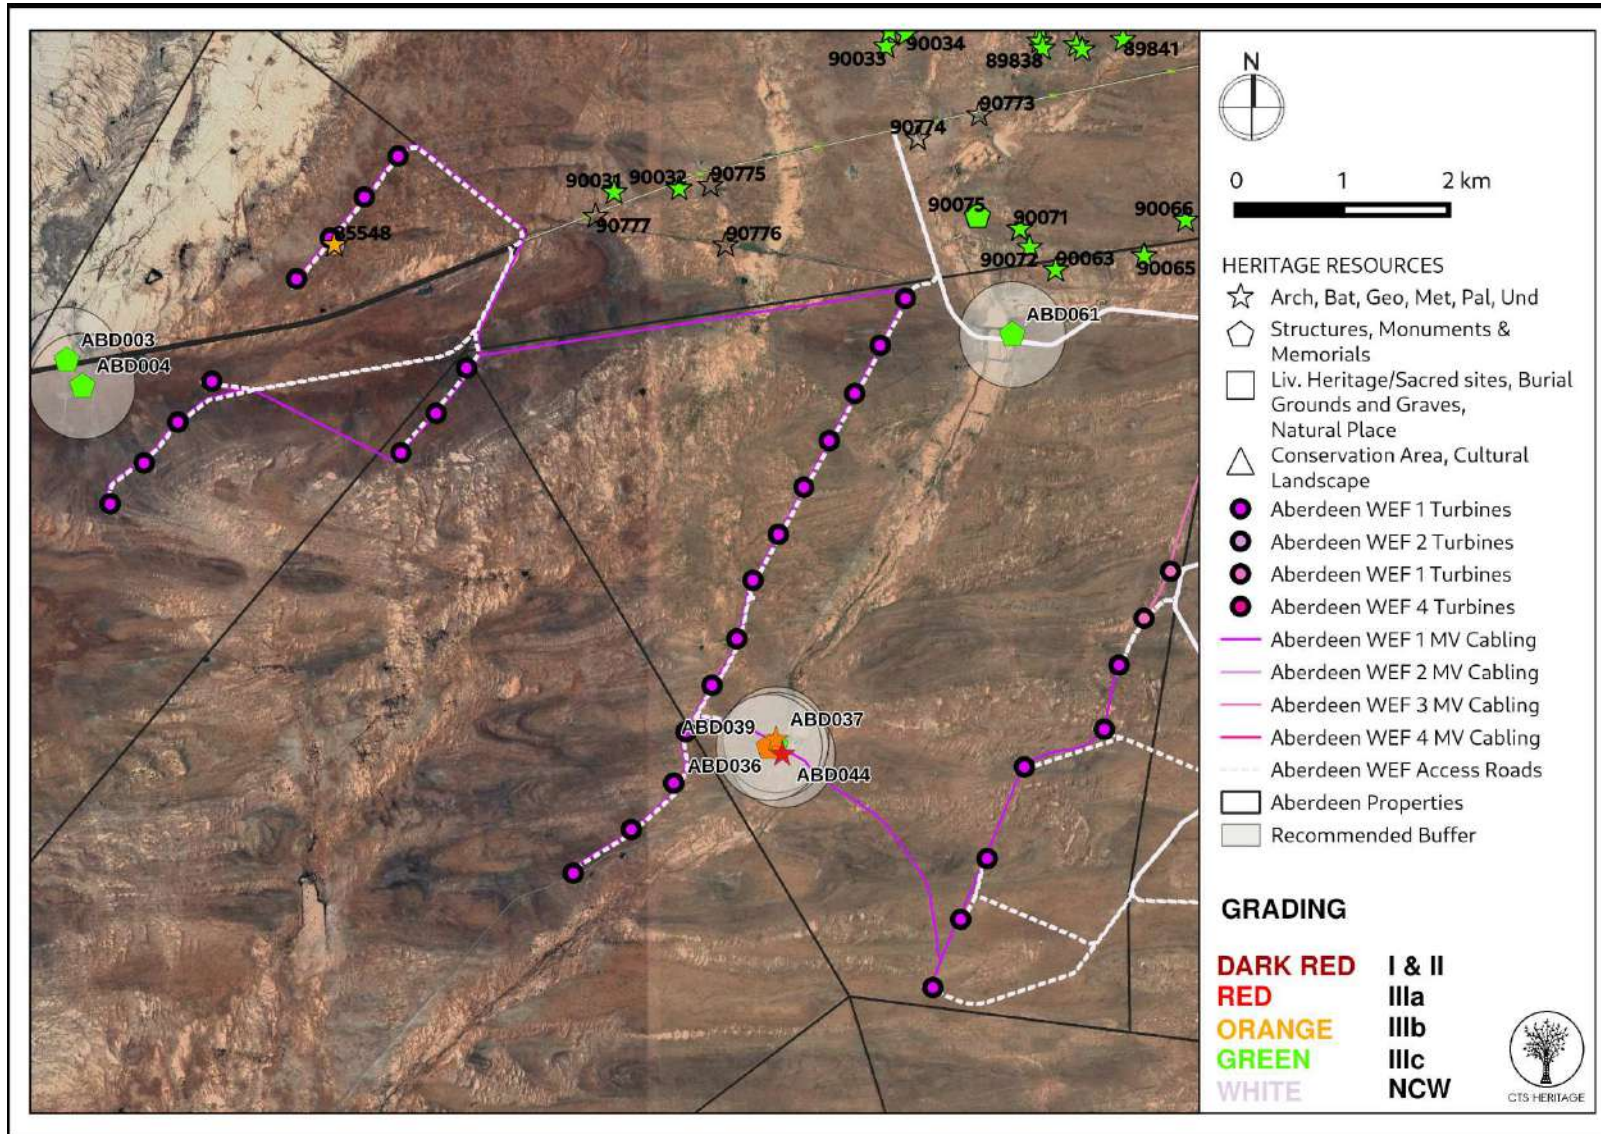 90033
90034
89838
89841
90773
90774
90031
90032
90775
90777
90776
85548
90075
90071
90066
90072
90063
90065
ABD003
ABD004
ABD061
ABD039
ABD037
ABD036
ABD044
N
0 1 2 km
HERITAGE RESOURCES
Arch, Bat, Geo, Met, Pal, Und
Structures, Monuments &
Memorials
Liv. Heritage/Sacred sites, Burial
Grounds and Graves,
Natural Place
Conservation Area, Cultural
Landscape
Aberdeen WEF 1 Turbines
Aberdeen WEF 2 Turbines
Aberdeen WEF 1 Turbines
Aberdeen WEF 4 Turbines
Aberdeen WEF 1 MV Cabling
Aberdeen WEF 2 MV Cabling
Aberdeen WEF 3 MV Cabling
Aberdeen WEF 4 MV Cabling
Aberdeen WEF Access Roads
Aberdeen Properties
Recommended Buffer
GRADING
DARK RED I & II
RED IIIa
ORANGE IIIb
GREEN IIIc
WHITE NCW
CTS HERITAGE